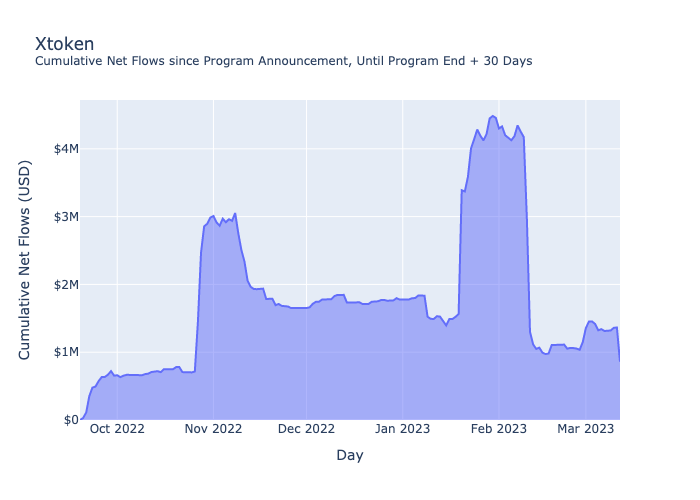 Xtoken
Cumulative Net Flows since Program Announcement, Until Program End + 30 Days
Cumulative Net Flows (USD)
$4M
$3M
$2M
$1M
$0
Oct 2022 Nov 2022 Dec 2022 Jan 2023 Feb 2023 Mar 2023
Day